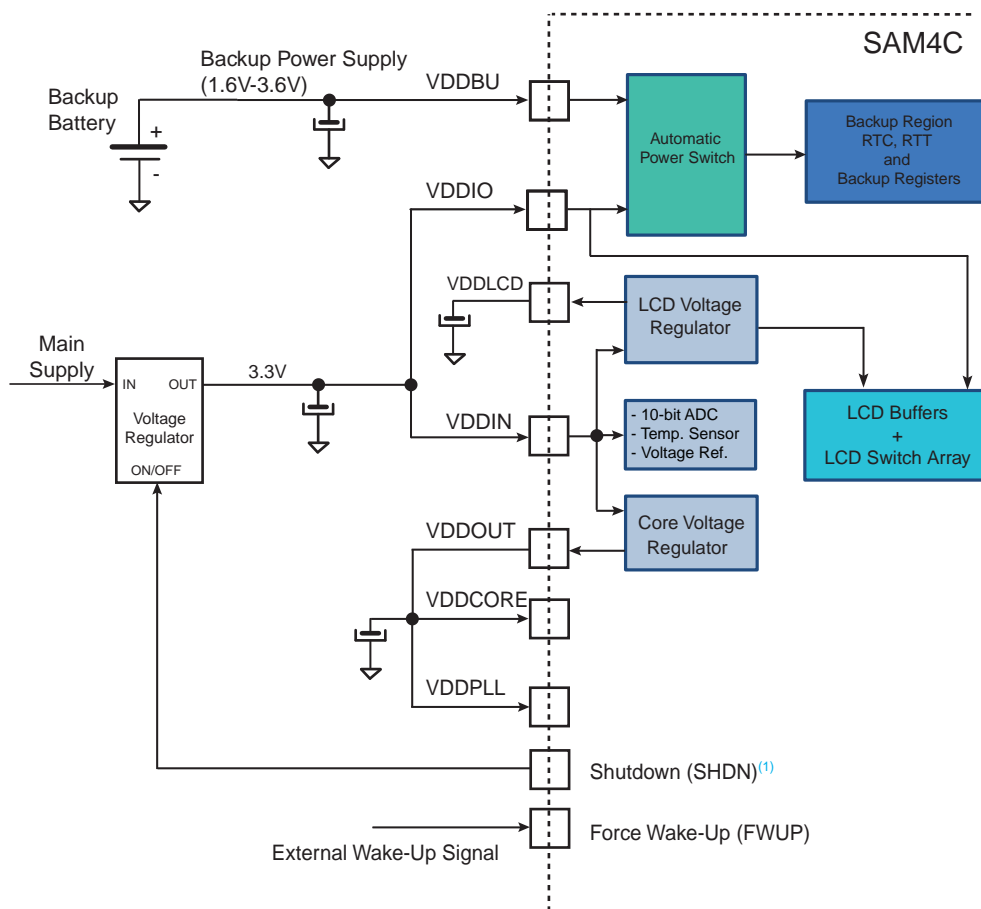 SAM4C
Backup Power Supply
(1.6V-3.6V)
VDDBU
Backup
Battery
+
-
Automatic
Power Switch
Backup Region
RTC, RTT
and
Backup Registers
VDDIO
VDDLCD
LCD Voltage
Regulator
Main
Supply
IN
OUT
Voltage
Regulator
ON/OFF
3.3V
VDDIN
- 10-bit ADC
- Temp. Sensor
- Voltage Ref.
LCD Buffers
+
LCD Switch Array
VDDOUT
Core Voltage
Regulator
VDDCORE
VDDPLL
Shutdown (SHDN)(1)
External Wake-Up Signal
Force Wake-Up (FWUP)